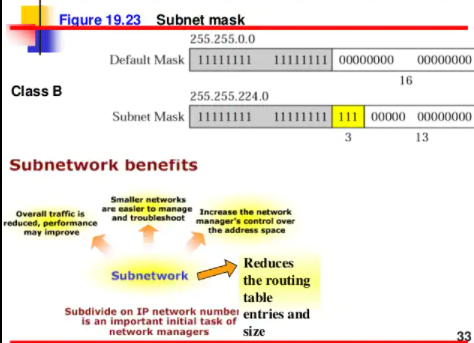 Figure 19.23 Subnet mask
255.255.0.0
Default Mask 11111111 11111111 00000000 00000000
16
Class B
255.255.224.0
Subnet Mask 11111111 11111111 111 00000 00000000
3 13
Subnetwork benefits
Overall traffic is
reduced, performance
may improve
Smaller networks
are easier to manage
and troubleshoot
Increase the network
manager's control over
the address space
Subnetwork
Reduces
the routing
table
entries and
size
Subdivide on IP network number
is an important initial task of
network managers
33